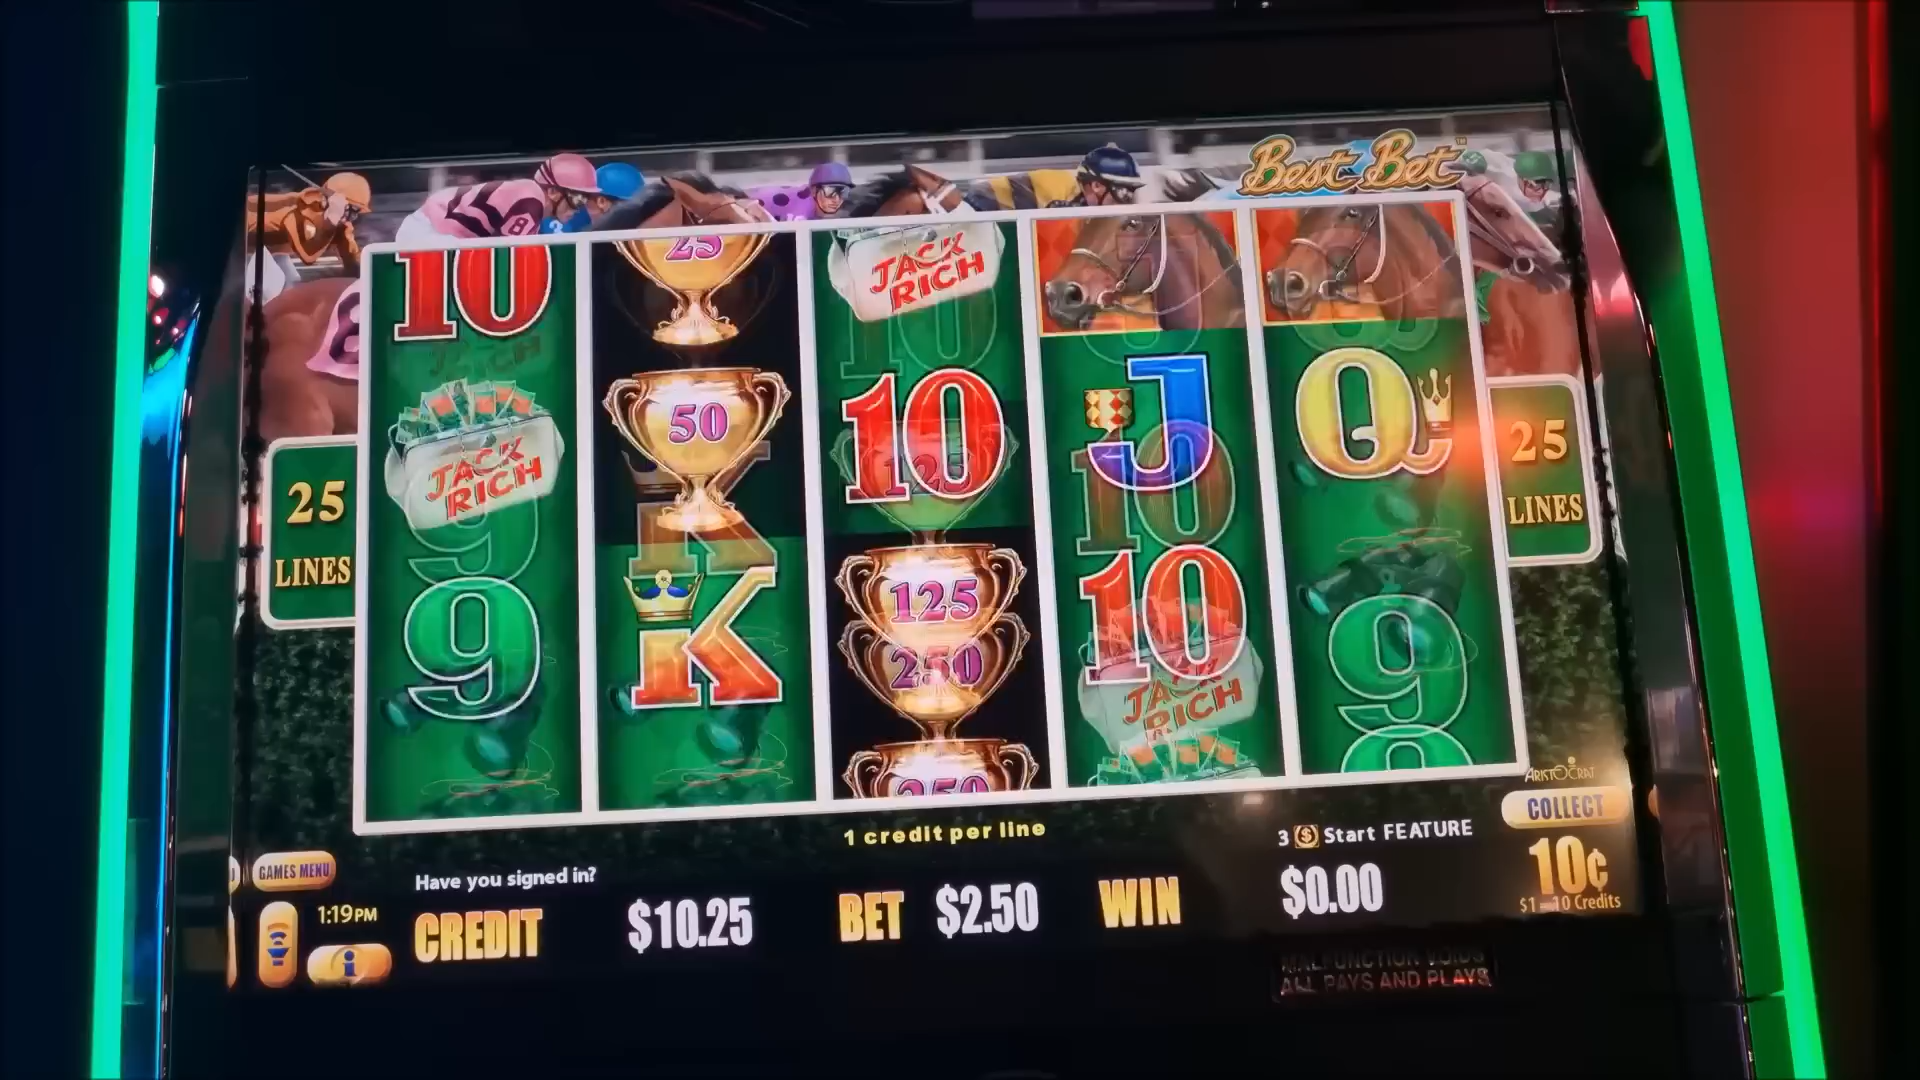 Best Bet™
8
3
10
25
JACK
RICH
25
LINES
JACK
RICH
50
10
J
Q
25
LINES
10
9
K
125
250
10
JACK
RICH
9
ARISTOCRAT
COLLECT
1 credit per line
3 $ Start FEATURE
GAMES MENU
Have you signed in?
10¢
$1=10 Credits
1:19PM
CREDIT $10.25 BET $2.50 WIN $0.00
i
MALFUNCTION VOIDS
ALL PAYS AND PLAYS